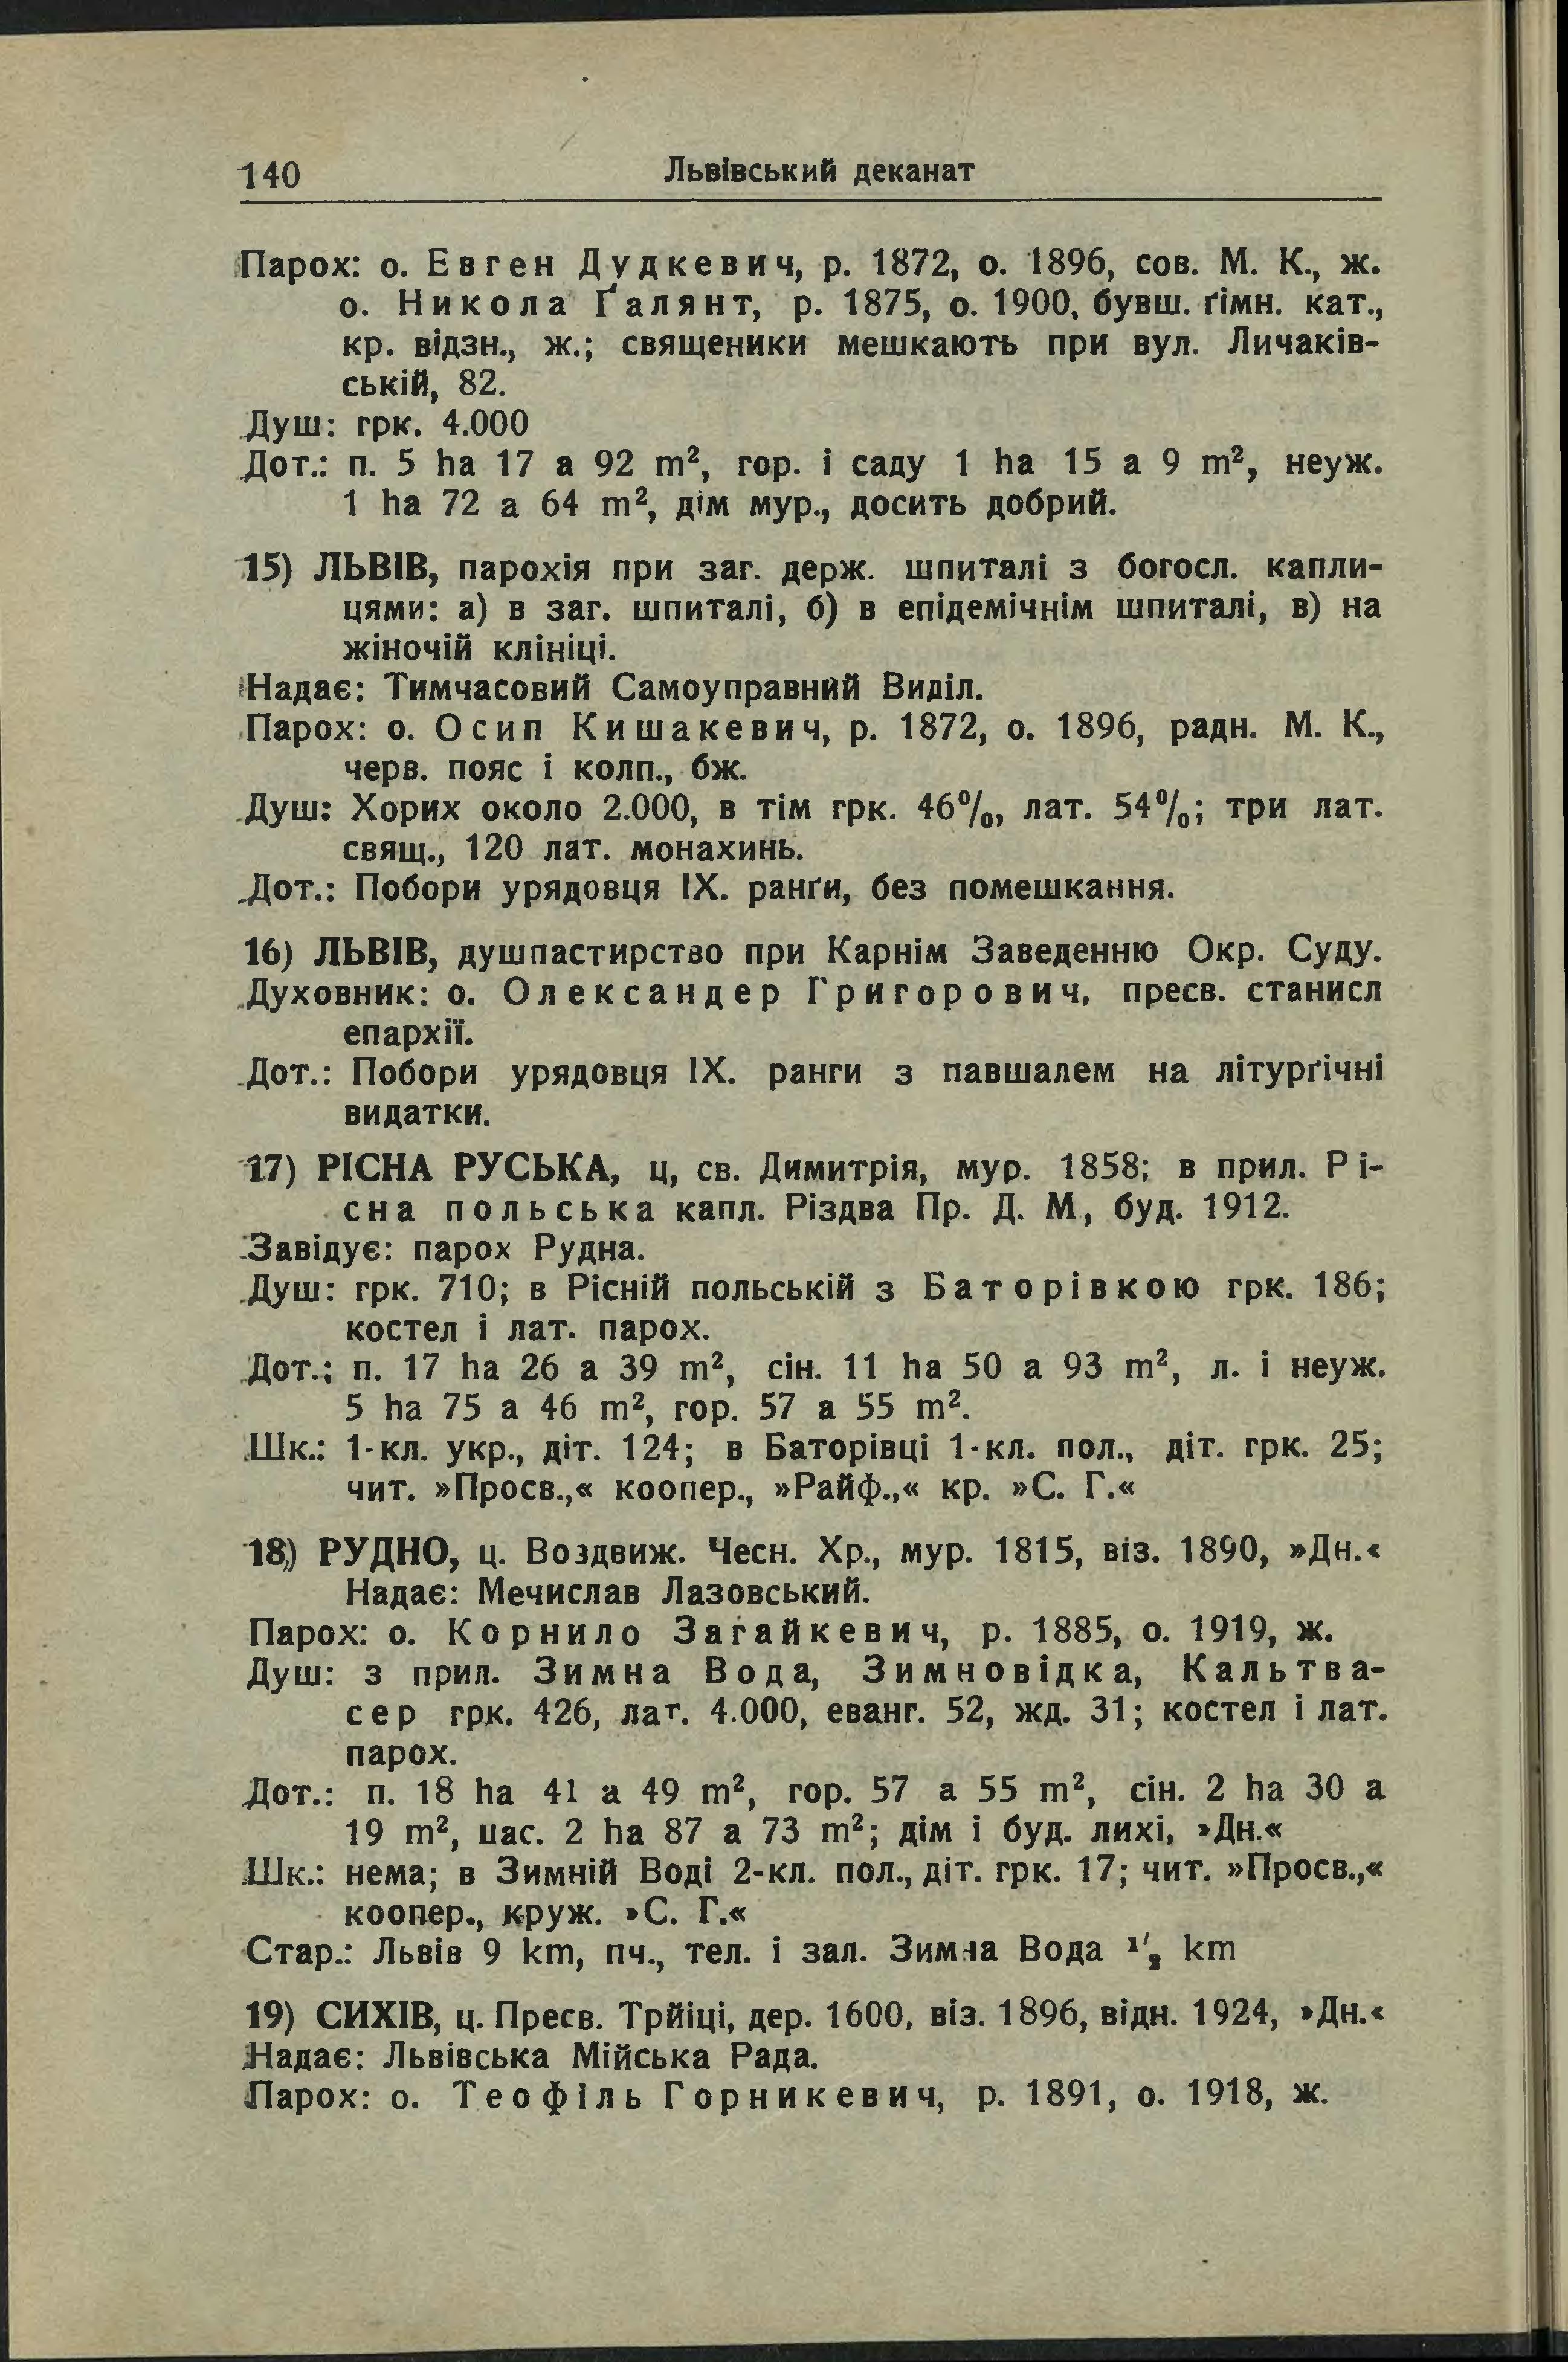 140 Львівський деканат
Парох: о. Евген Дудкевич, р. 1872, о. 1896, сов. М. К., ж.
о. Никола Ґалянт, р. 1875, о. 1900, бувш. ґімн. кат.,
кр. відзн., ж.; священики мешкають при вул. Личаків-
ській, 82.
Душ: грк. 4.000
Дот.: п. 5 ha 17 a 92 m², гор. і саду 1 ha 15 a 9 m², неуж.
1 ha 72 a 64 m², дім мур., досить добрий.
15) ЛЬВІВ, парохія при заг. держ. шпиталі з богосл. капли-
цями: а) в заг. шпиталі, б) в епідемічнім шпиталі, в) на
жіночій клініці.
Надає: Тимчасовий Самоуправний Виділ.
Парох: о. Осип Кишакевич, р. 1872, о. 1896, радн. М. К.,
черв. пояс і колп., бж.
Душ: Хорих около 2.000, в тім грк. 46%, лат. 54%; три лат.
свящ., 120 лат. монахинь.
Дот.: Побори урядовця IX. ранґи, без помешкання.
16) ЛЬВІВ, душпастирство при Карнім Заведенню Окр. Суду.
Духовник: о. Олександер Григорович, пресв. станисл
епархії.
Дот.: Побори урядовця IX. ранги з павшалем на літурґічні
видатки.
17) РІСНА РУСЬКА, ц, св. Димитрія, мур. 1858; в прил. Рі-
сна польська капл. Різдва Пр. Д. М., буд. 1912.
Завідує: парох Рудна.
Душ: грк. 710; в Рісній польській з Баторівкою грк. 186;
костел і лат. парох.
Дот.; п. 17 ha 26 a 39 m², сін. 11 ha 50 a 93 m², л. і неуж.
5 ha 75 a 46 m², гор. 57 a 55 m².
Шк.: 1-кл. укр., діт. 124; в Баторівці 1-кл. пол., діт. грк. 25;
чит. »Просв.,« коопер., »Райф.,« кр. »С. Г.«
18) РУДНО, ц. Воздвиж. Чесн. Хр., мур. 1815, віз. 1890, »Дн.«
Надає: Мечислав Лазовський.
Парох: о. Корнило Загайкевич, р. 1885, о. 1919, ж.
Душ: з прил. Зимна Вода, Зимновідка, Кальтва-
сер грк. 426, лат. 4.000, еванг. 52, жд. 31; костел і лат.
парох.
Дот.: п. 18 ha 41 a 49 m², гор. 57 a 55 m², сін. 2 ha 30 a
19 m², пас. 2 ha 87 a 73 m²; дім і буд. лихі, »Дн.«
Шк.: нема; в Зимній Воді 2-кл. пол., діт. грк. 17; чит. »Просв.,«
коопер., круж. »С. Г.«
Стар.: Львів 9 km, пч., тел. і зал. Зимна Вода ½ km
19) СИХІВ, ц. Пресв. Трйіці, дер. 1600, віз. 1896, відн. 1924, »Дн.«
Надає: Львівська Мійська Рада.
Парох: о. Теофіль Горникевич, р. 1891, о. 1918, ж.